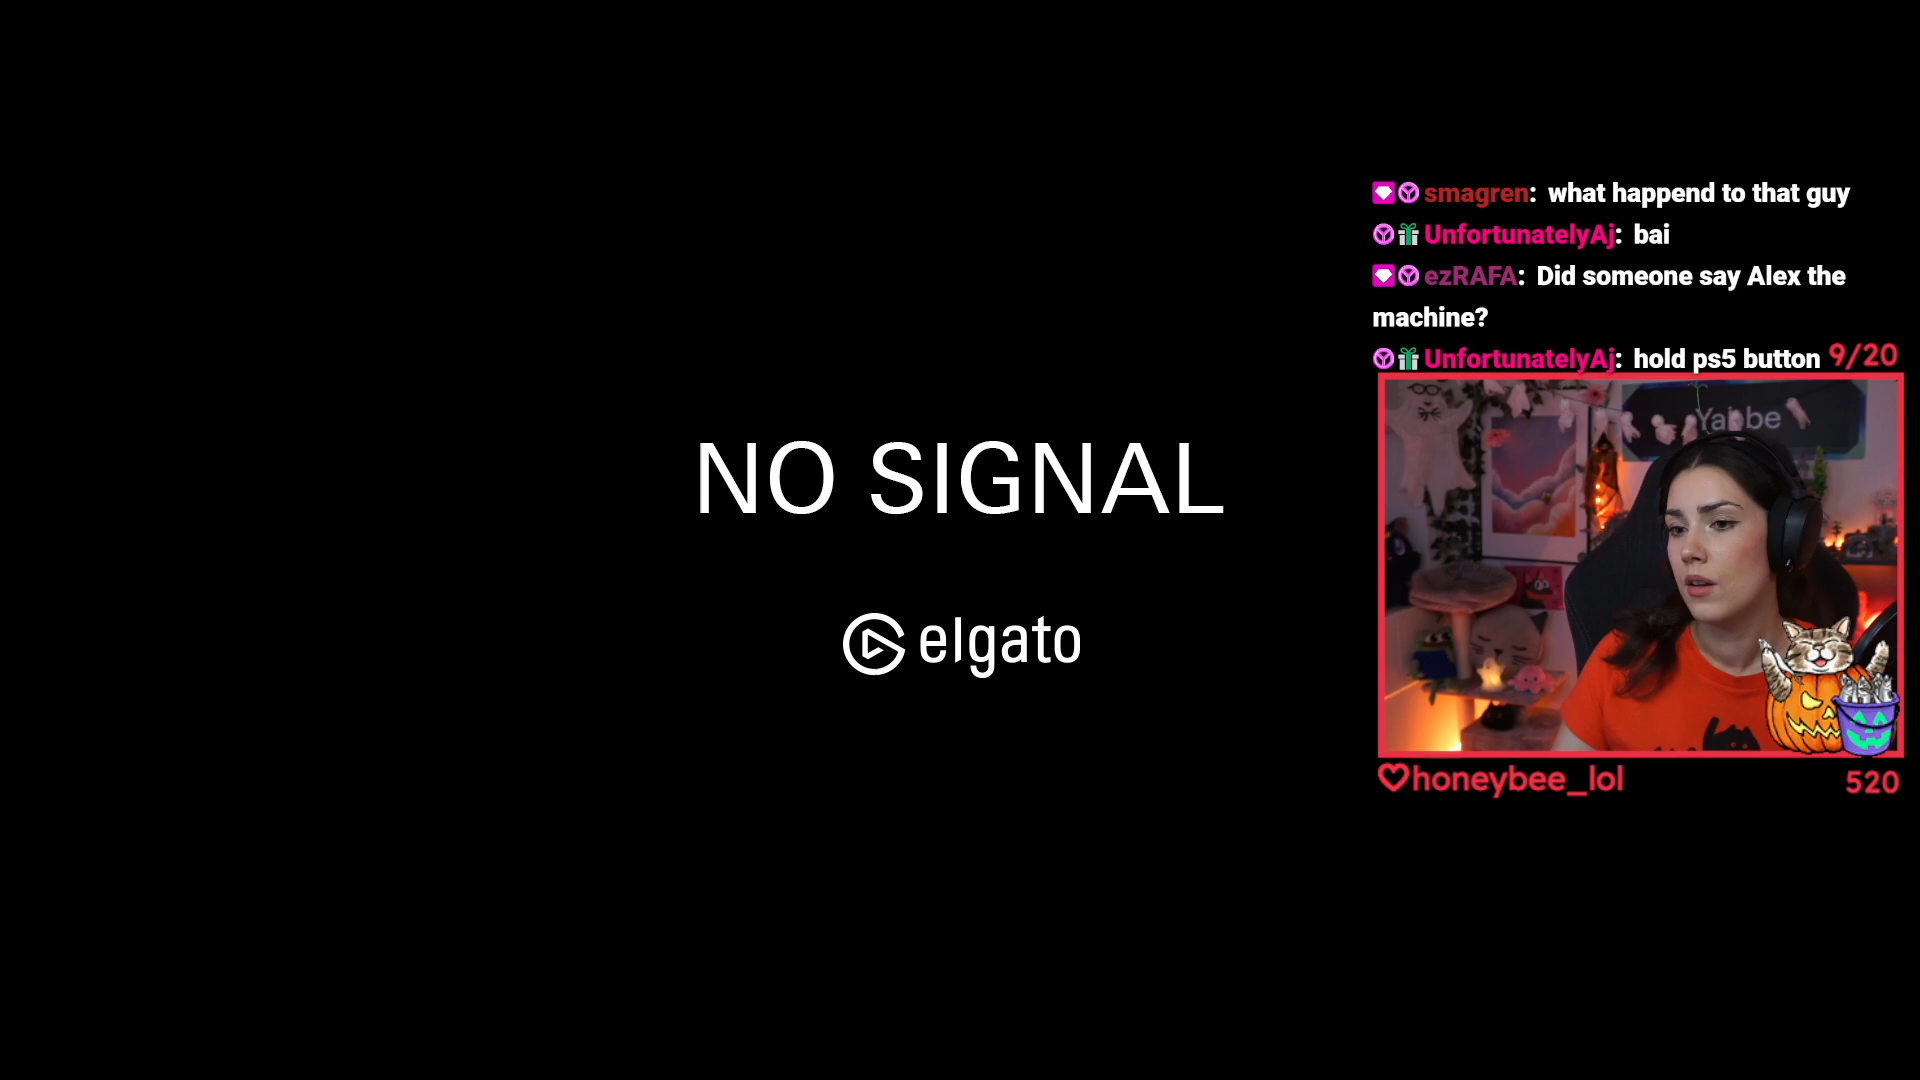 smagren: what happend to that guy
UnfortunatelyAj: bai
ezRAFA: Did someone say Alex the
machine?
UnfortunatelyAj: hold ps5 button
9/20
Yabbe
NO SIGNAL
elgato
honeybee_lol
520